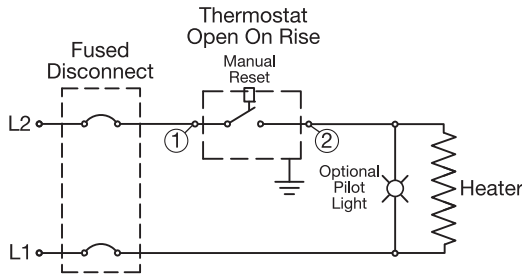 Thermostat
Open On Rise
Fused
Disconnect
Manual
Reset
L2
1
2
Optional
Pilot
Light
Heater
L1